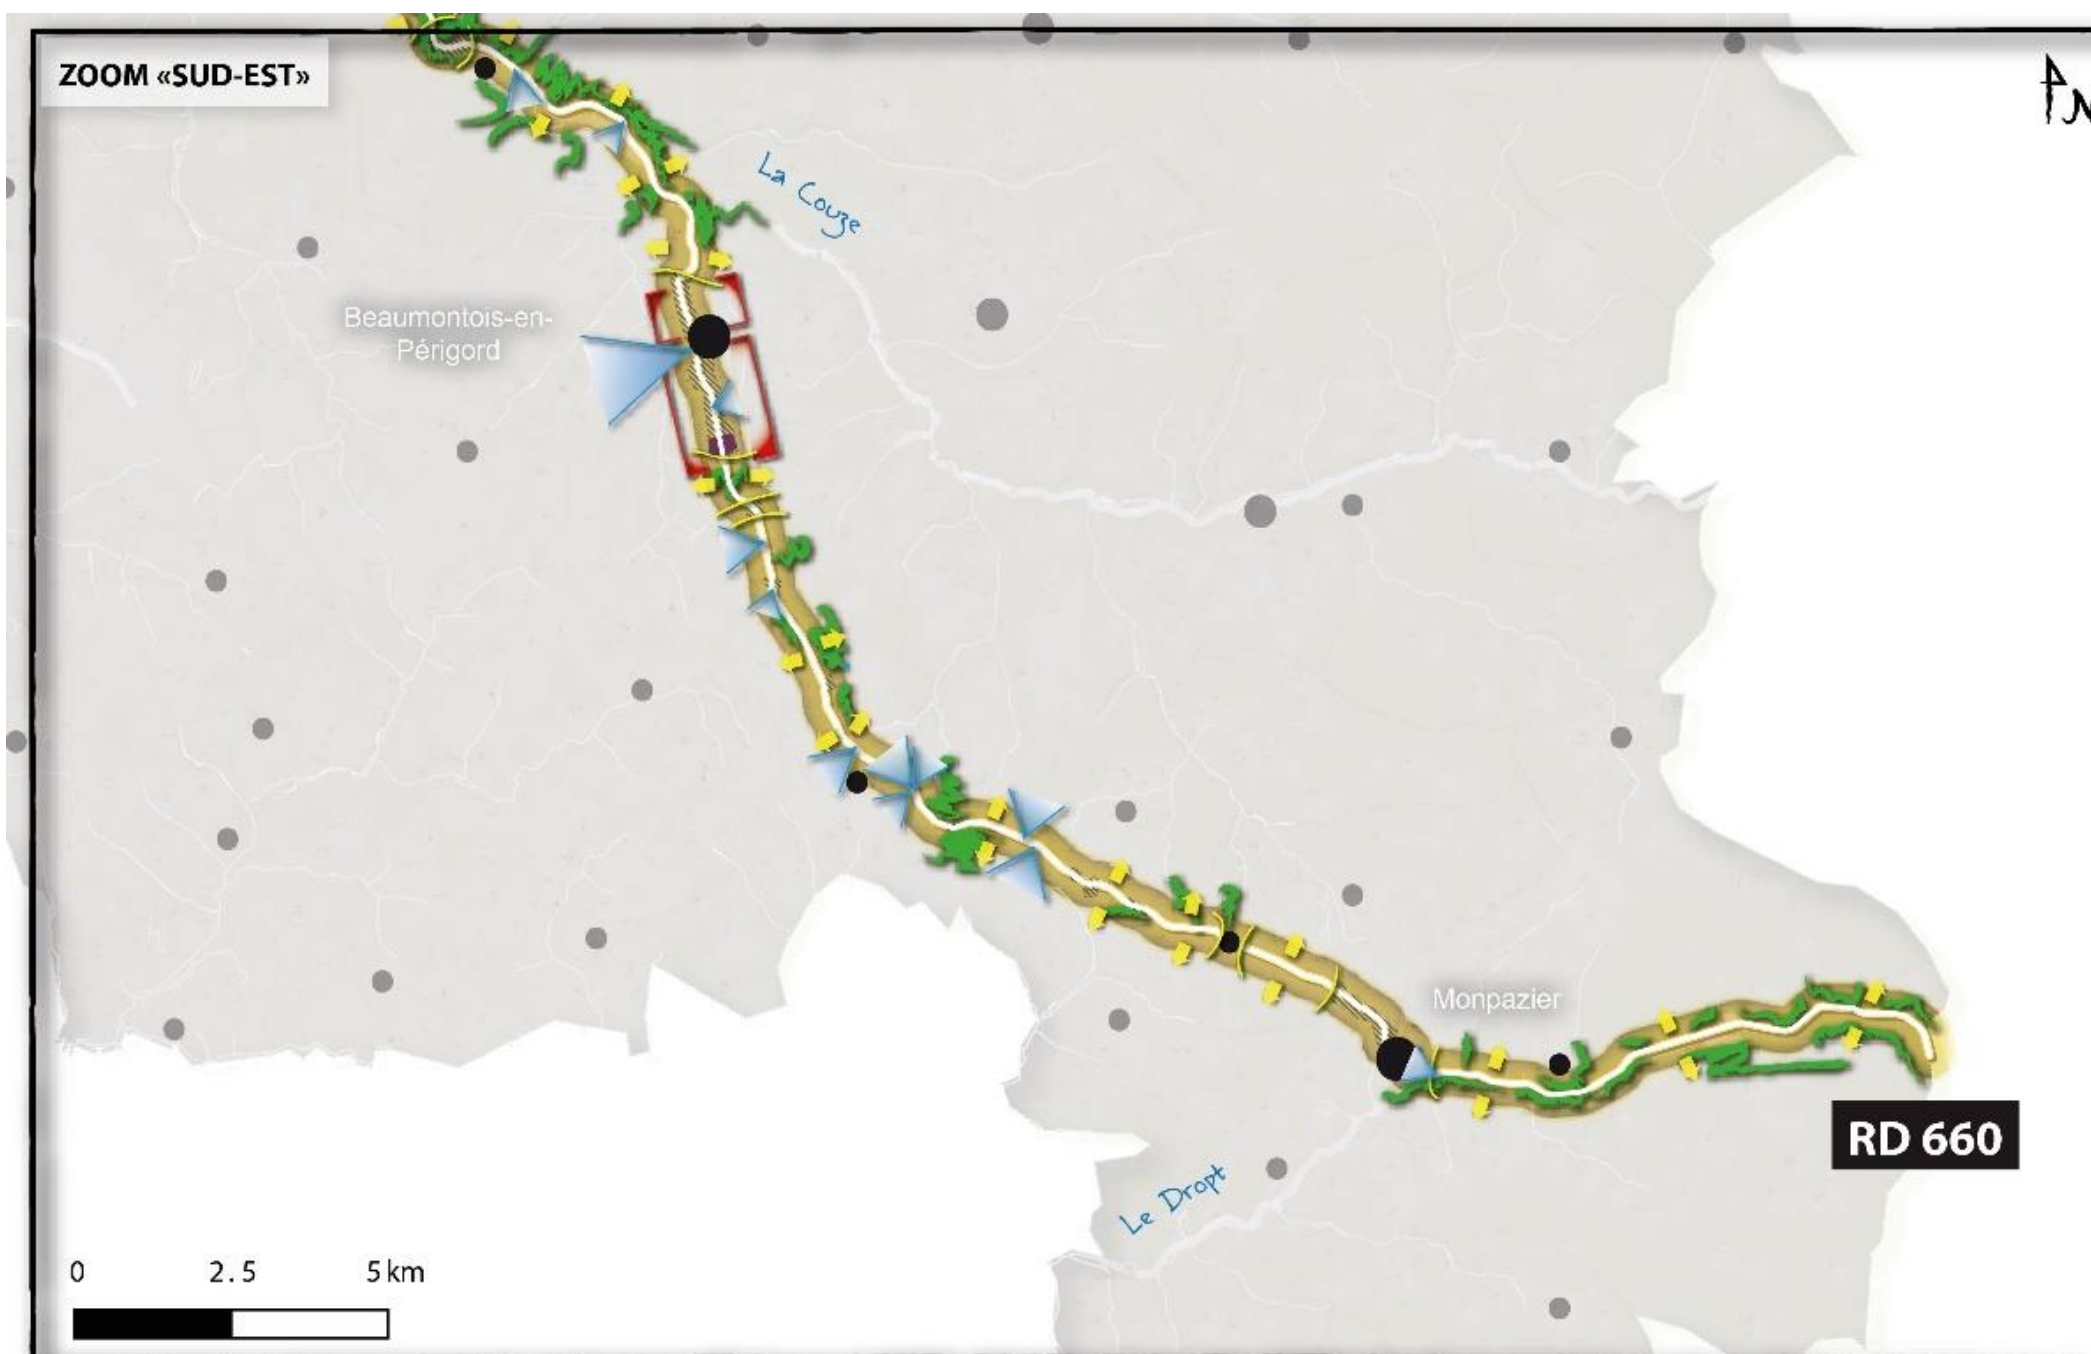 ZOOM «SUD-EST»
N
La Couze
Beaumontois-en-
Périgord
Monpazier
RD 660
Le Dropt
0 2.5 5 km